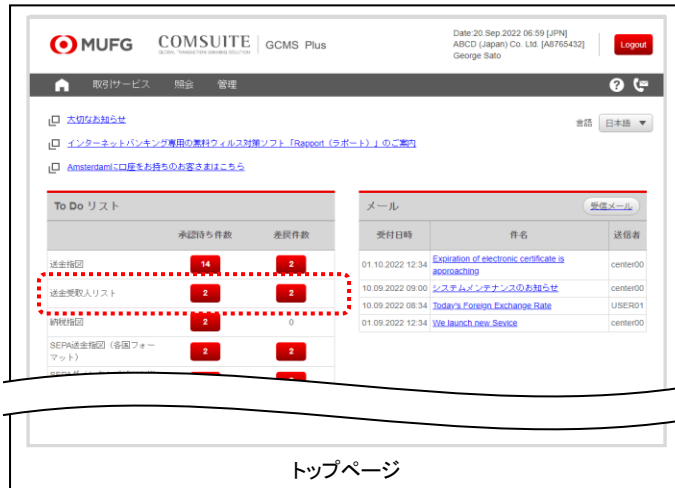 MUFG COMSUITE GCMS Plus
GLOBAL TRANSACTION BANKING SOLUTION
Date:20.Sep.2022 06:59 [JPN]
ABCD (Japan) Co. Ltd. [A8765432]
George Sato
Logout
取引サービス 照会 管理
大切なお知らせ
言語 日本語
インターネットバンキング専用の無料ウィルス対策ソフト「Rapport (ラポート) 」のご案内
Amsterdamに口座をお持ちのお客さまはこちら
To Do リスト
承認待ち件数 差戻件数
送金指図 14 2
送金受取人リスト 2 2
納税指図 2 0
SEPA送金指図（各国フォーマット） 2 2
メール 受信メール
受付日時 件名 送信者
01.10.2022 12:34 Expiration of electronic certificate is approaching center00
10.09.2022 09:00 システムメンテナンスのお知らせ center00
10.09.2022 08:34 Today's Foreign Exchange Rate USER01
01.09.2022 12:34 We launch new Sevice center00
トップページ